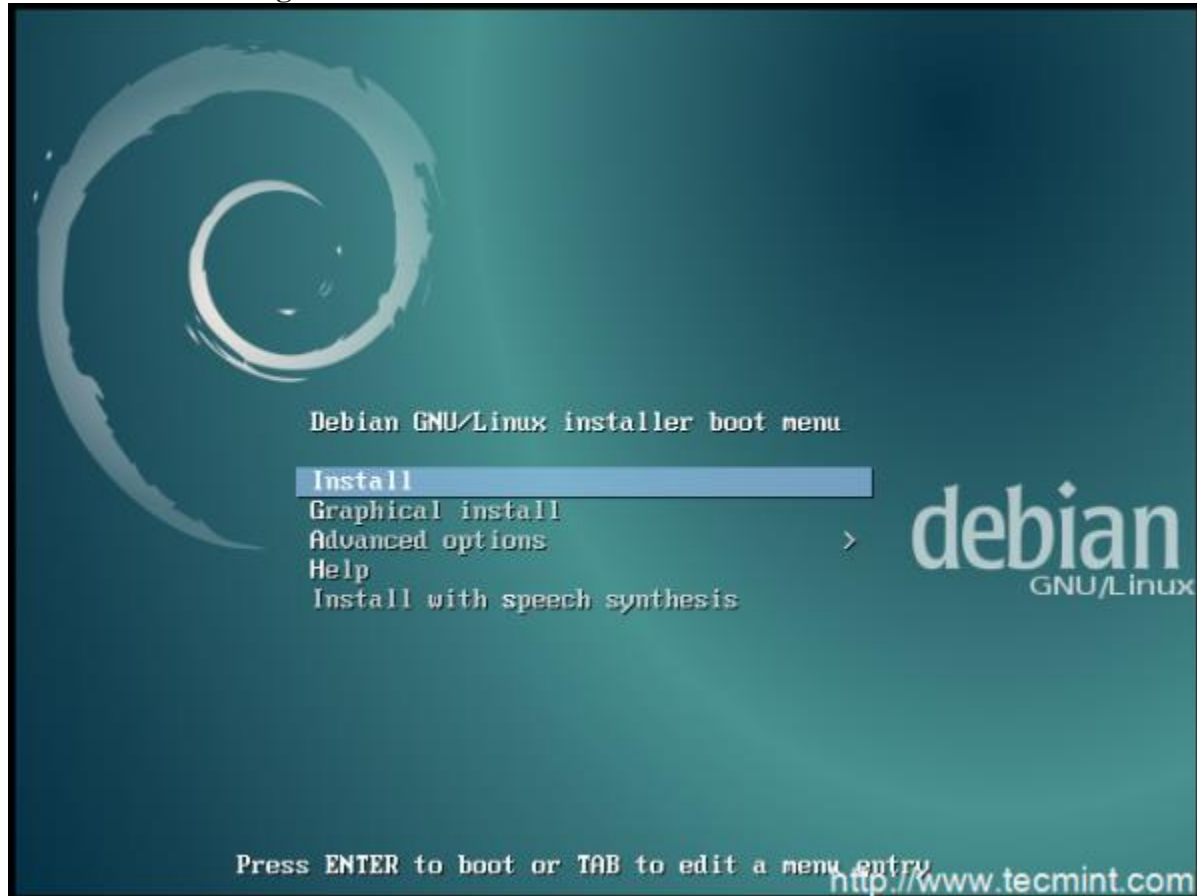 Debian GNU/Linux installer boot menu
Install
Graphical install
Advanced options >
Help
Install with speech synthesis
debian
GNU/Linux
Press ENTER to boot or TAB to edit a menu entry
http://www.tecmint.com